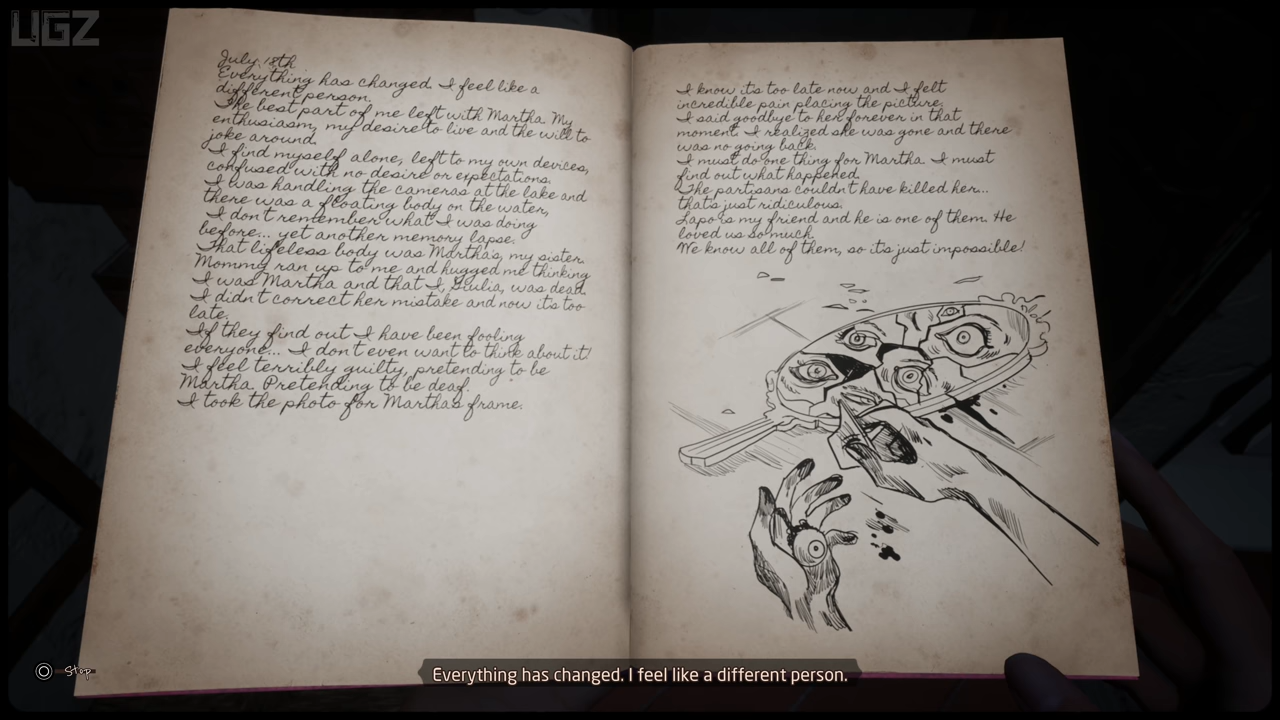 UGZ
July, 18th
Everything has changed. I feel like a
different person.
The best part of me left with Martha. My
enthusiasm, my desire to live and the will to
joke around.
I find myself alone, left to my own devices,
confused with no desire or expectations.
I was handling the cameras at the lake and
there was a floating body on the water,
I don't remember what I was doing
before... yet another memory lapse.
That lifeless body was Martha's, my sister.
Mommy ran up to me and hugged me thinking
I was Martha and that I, Giulia, was dead.
I didn't correct her mistake and now it's too
late.
If they find out I have been fooling
everyone... I don't even want to think about it!
I feel terribly guilty, pretending to be
Martha. Pretending to be deaf.
I took the photo for Martha's frame.
I know it's too late now and I felt
incredible pain placing the picture.
I said goodbye to her forever in that
moment. I realized she was gone and there
was no going back.
I must do one thing for Martha. I must
find out what happened.
The partisans couldn't have killed her...
that's just ridiculous.
Lapo is my friend and he is one of them. He
loved us so much.
We know all of them, so it's just impossible!
Stop
Everything has changed. I feel like a different person.